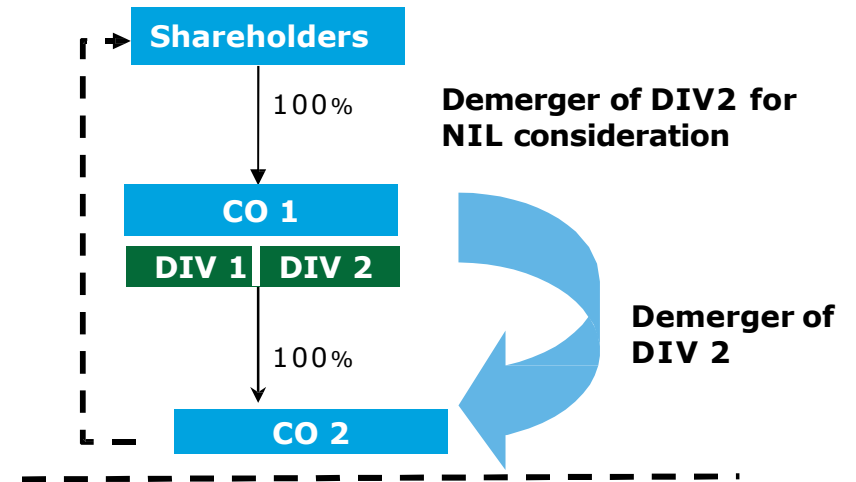 Shareholders
100%
Demerger of DIV2 for
NIL consideration
CO 1
DIV 1
DIV 2
Demerger of
DIV 2
100%
CO 2